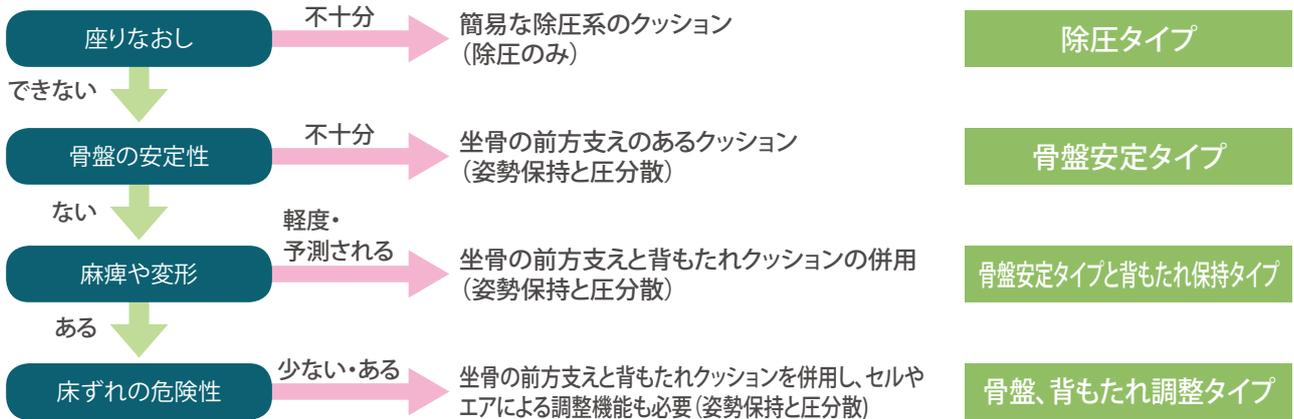 座りなおし
不十分
簡易な除圧系のクッション
（除圧のみ）
除圧タイプ
できない
骨盤の安定性
不十分
坐骨の前方支えのあるクッション
（姿勢保持と圧分散）
骨盤安定タイプ
ない
麻痺や変形
軽度・
予測される
坐骨の前方支えと背もたれクッションの併用
（姿勢保持と圧分散）
骨盤安定タイプと背もたれ保持タイプ
ある
床ずれの危険性
少ない・ある
坐骨の前方支えと背もたれクッションを併用し、セルや
エアによる調整機能も必要（姿勢保持と圧分散）
骨盤、背もたれ調整タイプ